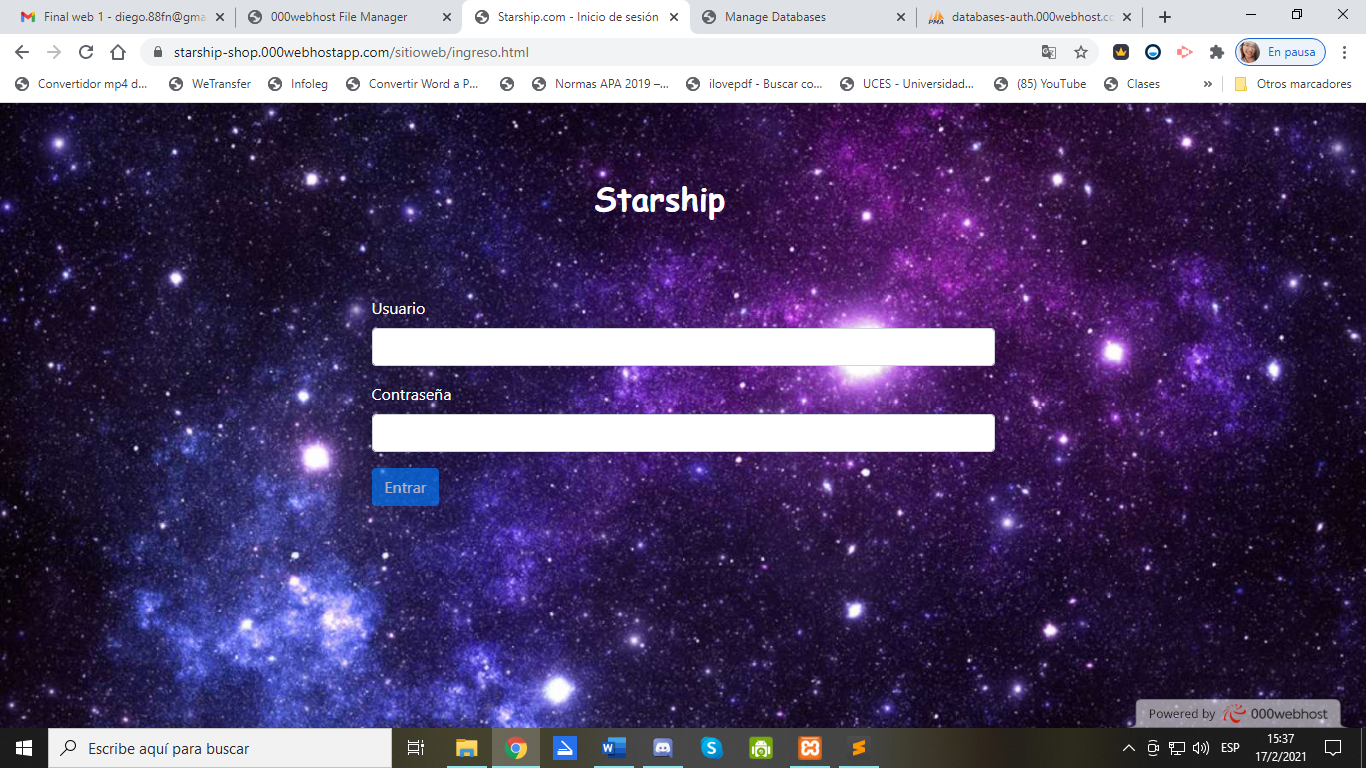 Final web 1 - diego.88fn@gma
000webhost File Manager
Starship.com - Inicio de sesión
Manage Databases
PMA databases-auth.000webhost.cc
starship-shop.000webhostapp.com/sitioweb/ingreso.html
En pausa
Convertidor mp4 d...
WeTransfer
Infoleg
Convertir Word a P...
Normas APA 2019 –...
ilovepdf - Buscar co...
UCES - Universidad...
(85) YouTube
Clases
»
Otros marcadores
Starship
Usuario
Contraseña
Entrar
Powered by 000webhost
Escribe aquí para buscar
ESP
15:37
17/2/2021